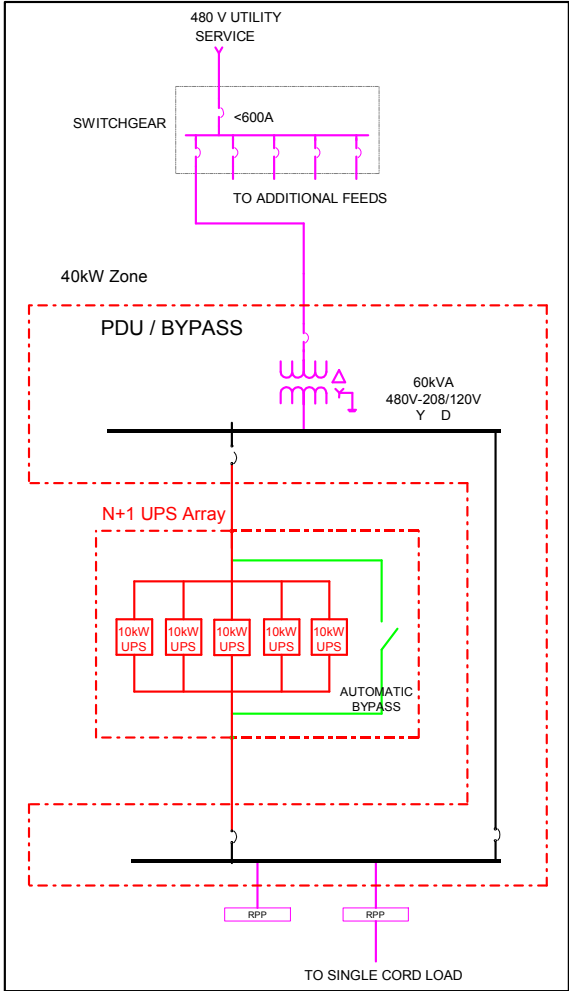 480 V UTILITY
SERVICE
<600A
SWITCHGEAR
TO ADDITIONAL FEEDS
40kW Zone
PDU / BYPASS
60kVA
480V-208/120V
Y D
N+1 UPS Array
10kW
UPS
10kW
UPS
10kW
UPS
10kW
UPS
10kW
UPS
AUTOMATIC
BYPASS
RPP
RPP
TO SINGLE CORD LOAD